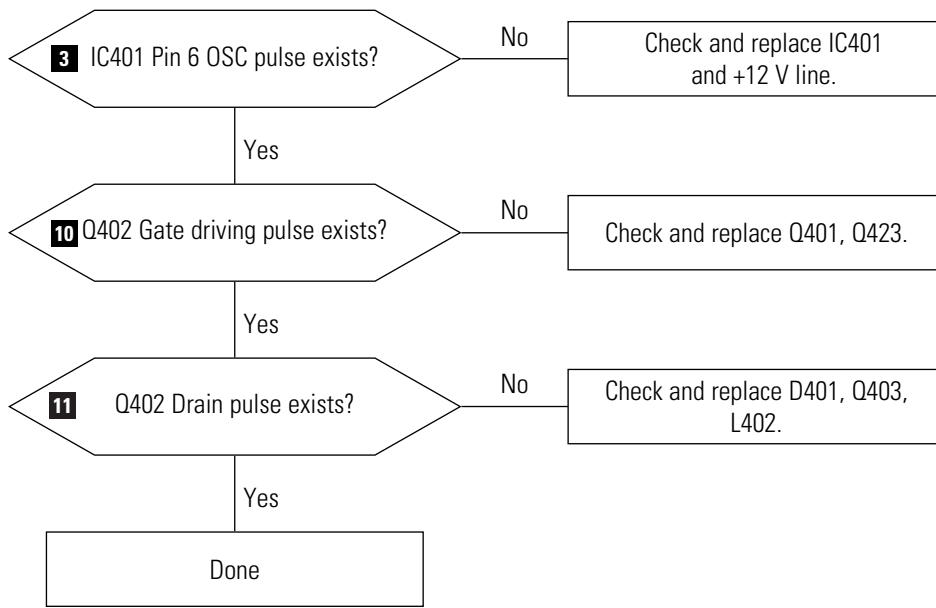 3 IC401 Pin 6 OSC pulse exists?
No
Check and replace IC401
and +12 V line.
Yes
10 Q402 Gate driving pulse exists?
No
Check and replace Q401, Q423.
Yes
11 Q402 Drain pulse exists?
No
Check and replace D401, Q403,
L402.
Yes
Done